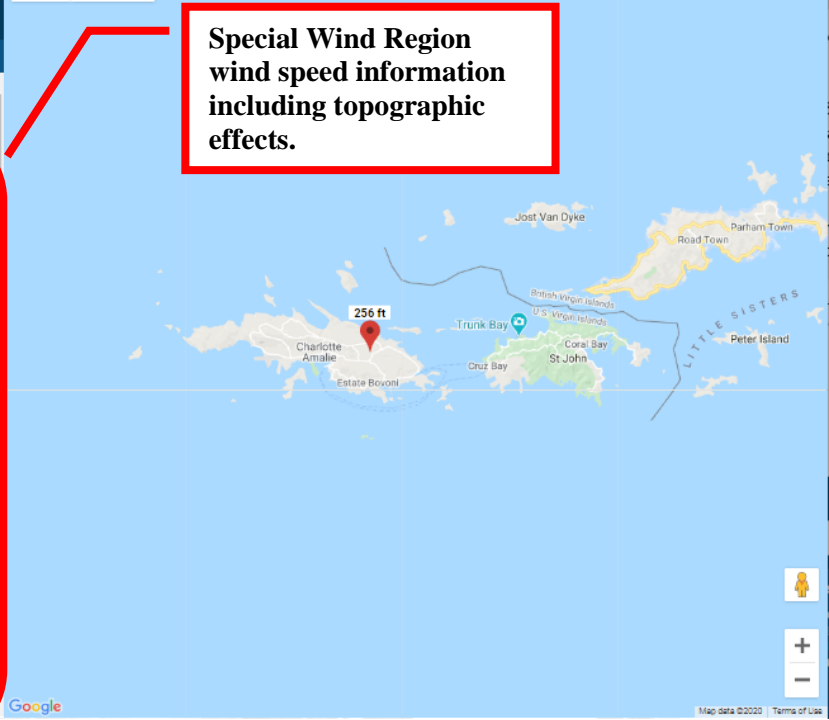 Special Wind Region
wind speed information
including topographic
effects.
Jost Van Dyke
Parham Town
Road Town
British Virgin Islands
U.S. Virgin Islands
LITTLE SISTERS
256 ft
Trunk Bay
Peter Island
Charlotte
Amalie
Coral Bay
St John
Cruz Bay
Estate Bovoni
Google
Map data ©2020
Terms of Use